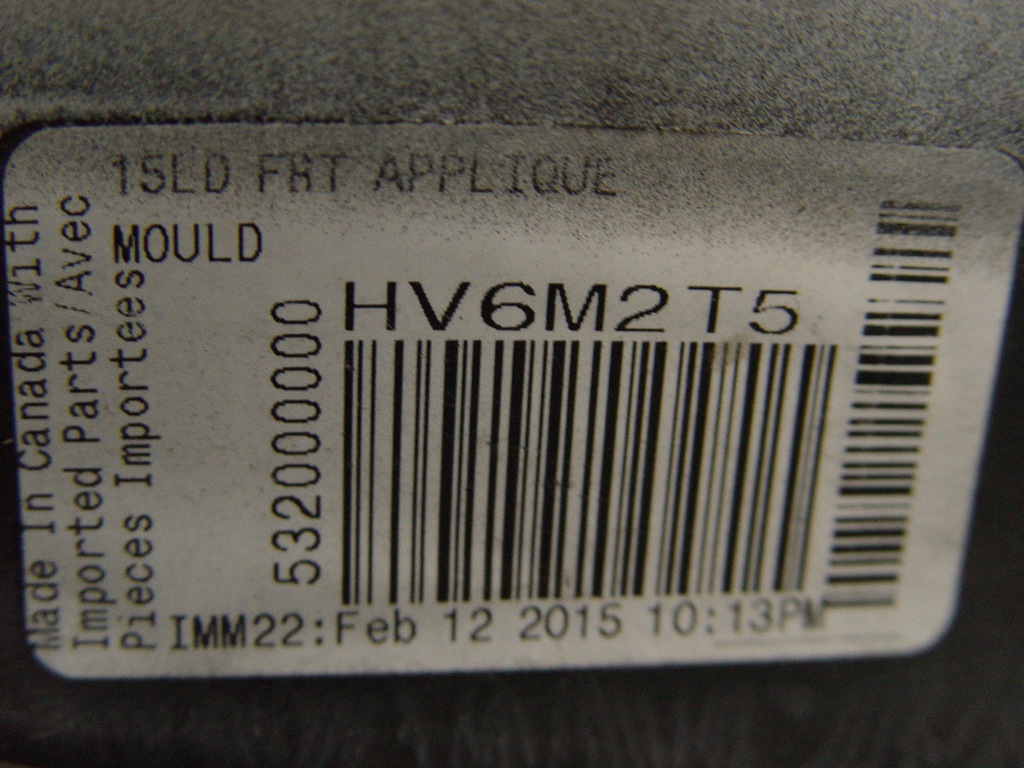 15LD FRT APPLIQUE
MOULD
HV6M2T5
5320000000
Made In Canada With
Imported Parts/Avec
Pieces Importees
IMM22:Feb 12 2015 10:13PM